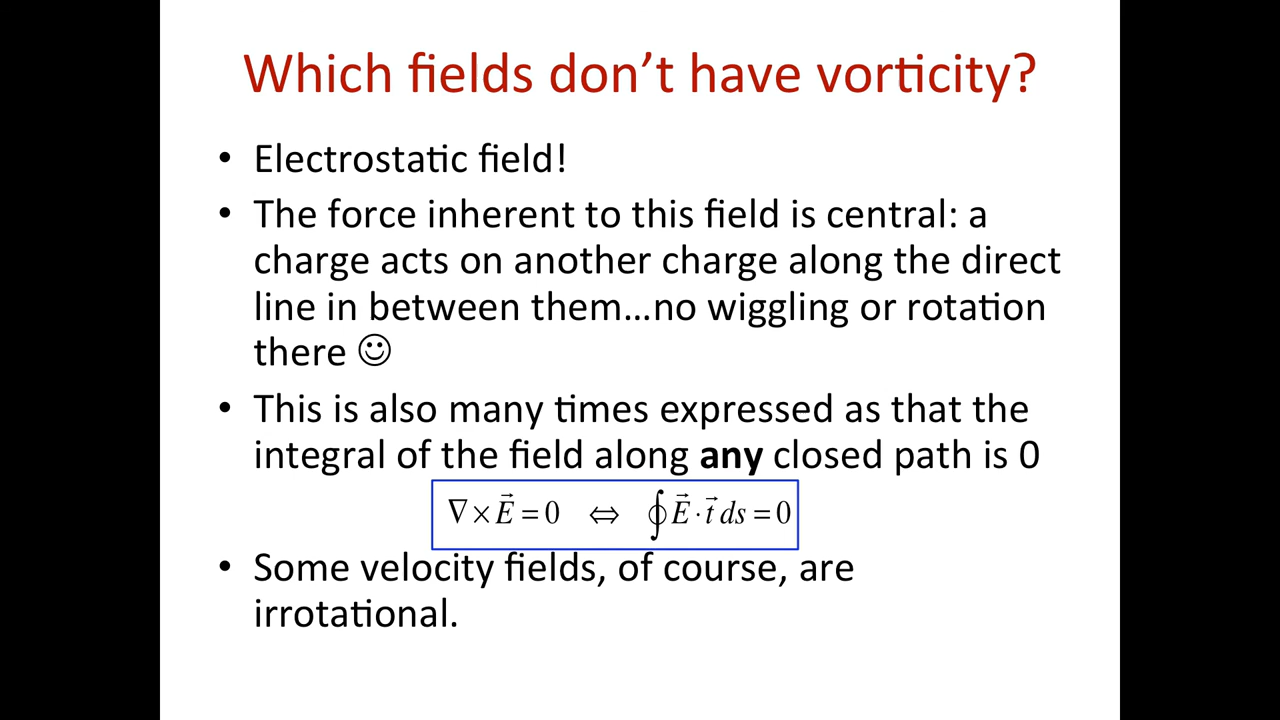 Which fields don’t have vorticity?
• Electrostatic field!
• The force inherent to this field is central: a
charge acts on another charge along the direct
line in between them…no wiggling or rotation
there ☺
• This is also many times expressed as that the
integral of the field along any closed path is 0
∇×E⃗=0 ⇔ ∮E⃗·t⃗ ds=0
• Some velocity fields, of course, are
irrotational.